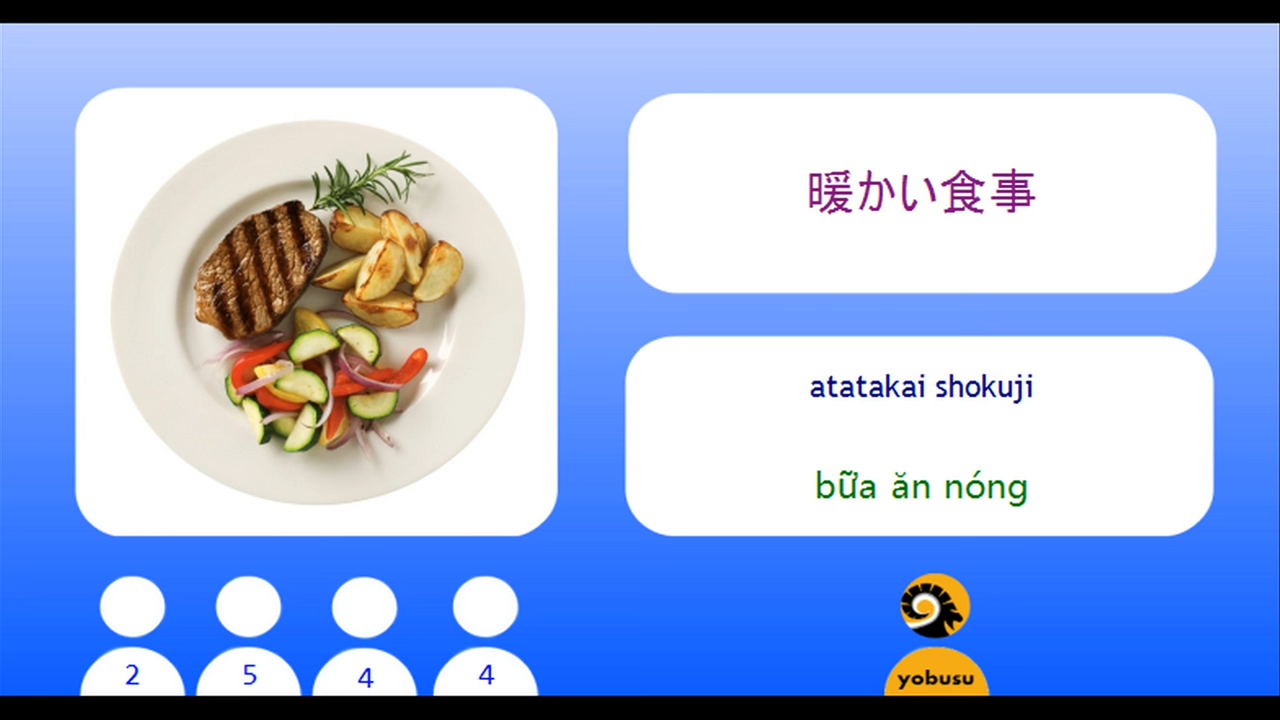 暖かい食事
atatakai shokuji
bữa ăn nóng
2 5 4 4
yobusu